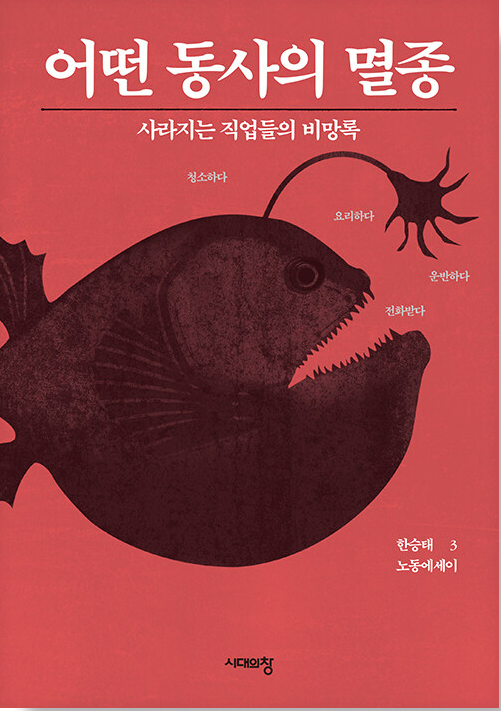 어떤 동사의 멸종
사라지는 직업들의 비망록
청소하다
요리하다
운반하다
전화받다
한승태 3
노동에세이
시대의창